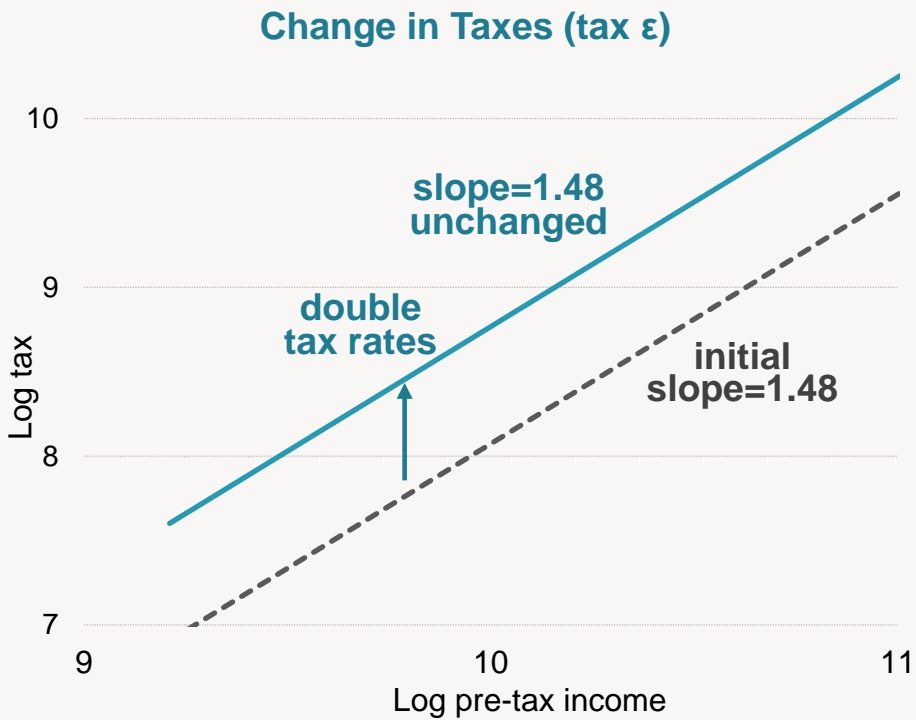 Change in Taxes (tax ε)
10
slope=1.48
unchanged
9
double
tax rates
initial
slope=1.48
Log tax
8
7
9
10
11
Log pre-tax income